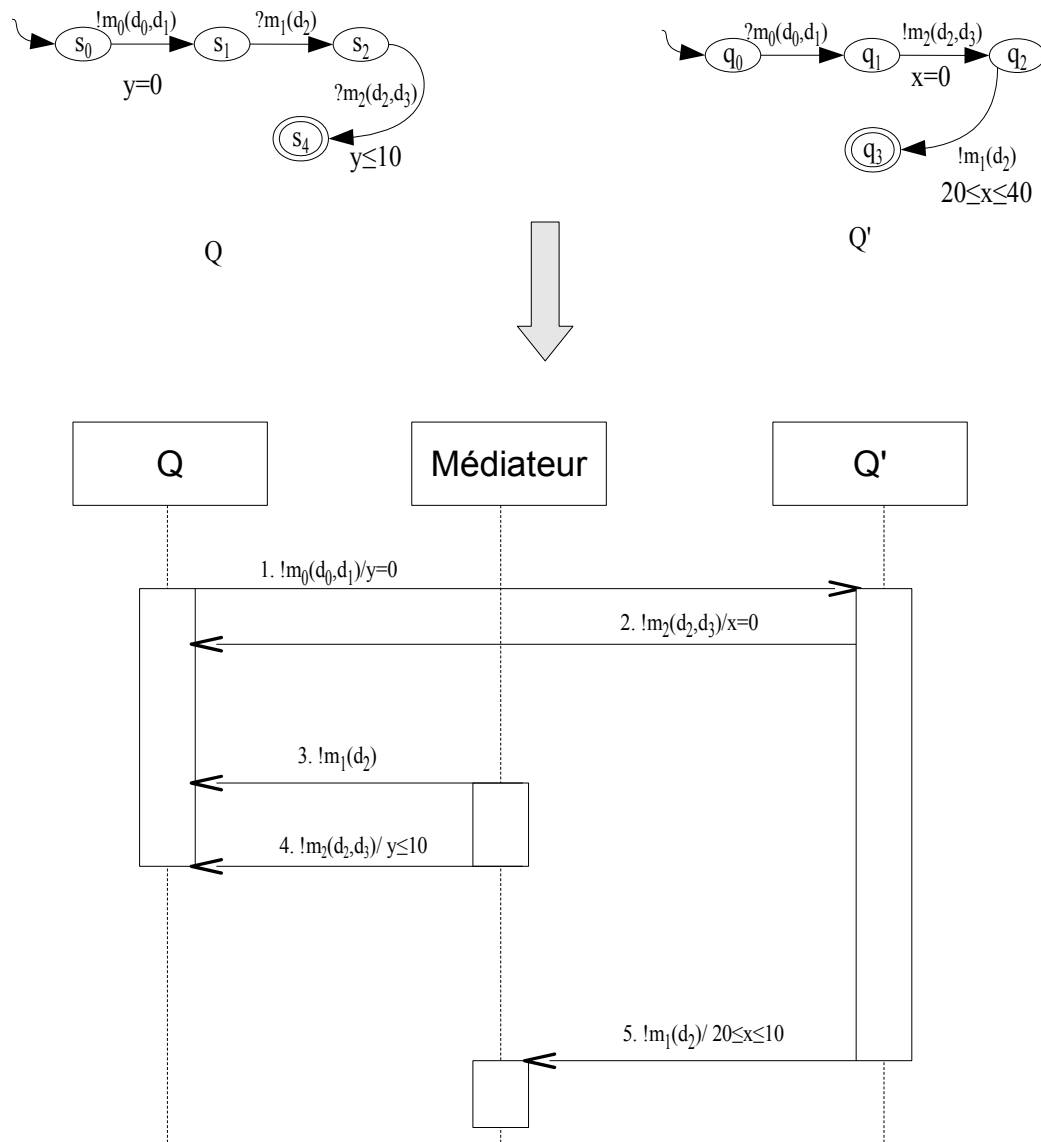 !m₀(d₀,d₁) ?m₁(d₂)
s₀ s₁ s₂
y=0
?m₂(d₂,d₃)
s₄
y≤10
Q
?m₀(d₀,d₁) !m₂(d₂,d₃)
q₀ q₁ q₂
x=0
q₃
!m₁(d₂)
20≤x≤40
Q'
Q Médiateur Q'
1. !m₀(d₀,d₁)/y=0
2. !m₂(d₂,d₃)/x=0
3. !m₁(d₂)
4. !m₂(d₂,d₃)/ y≤10
5. !m₁(d₂)/ 20≤x≤10